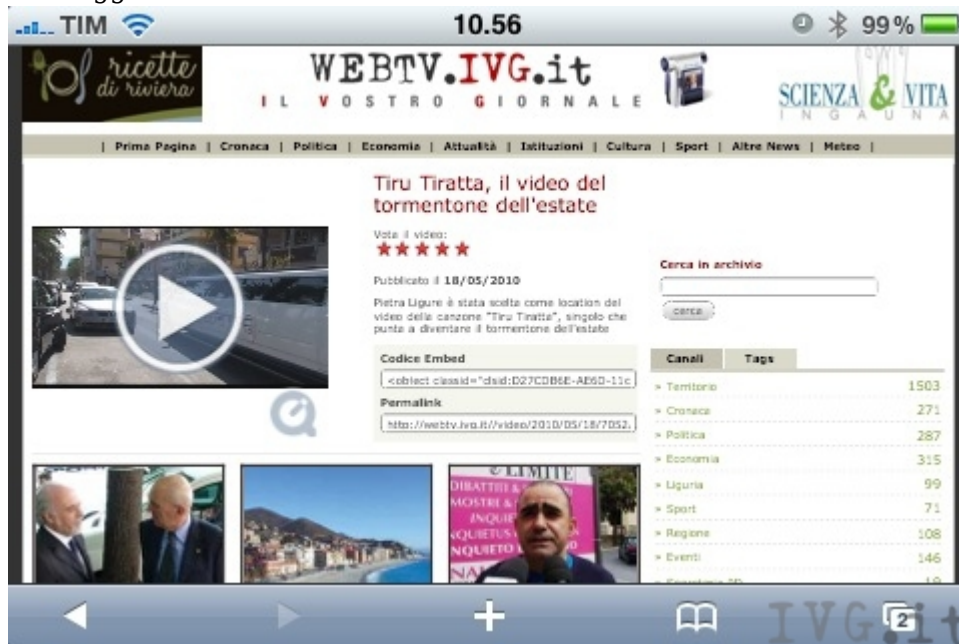 TIM 10.56 99%
ricette
di riviera
WEBTV.IVG.it
IL VOSTRO GIORNALE
SCIENZA & VITA
INGAUNA
| Prima Pagina | Cronaca | Politica | Economia | Attualità | Istituzioni | Cultura | Sport | Altre News | Meteo |
Tiru Tiratta, il video del
tormentone dell'estate
Vota il video:
Pubblicato il 18/05/2010
Pietra Ligure è stata scelta come location del
video della canzone "Tiru Tiratta", singolo che
punta a diventare il tormentone dell'estate
Codice Embed
<object classid="clsid:D27CDB6E-AE6D-11c
Permalink
http://webtv.ivg.it//video/2010/05/18/7052.
Cerca in archivio
cerca
Canali Tags
» Territorio 1503
» Cronaca 271
» Politica 287
» Economia 315
» Liguria 99
» Sport 71
» Regione 108
» Eventi 146
& LIMITE
DIBATTITI &
MOSTRE &
2
IVG.it